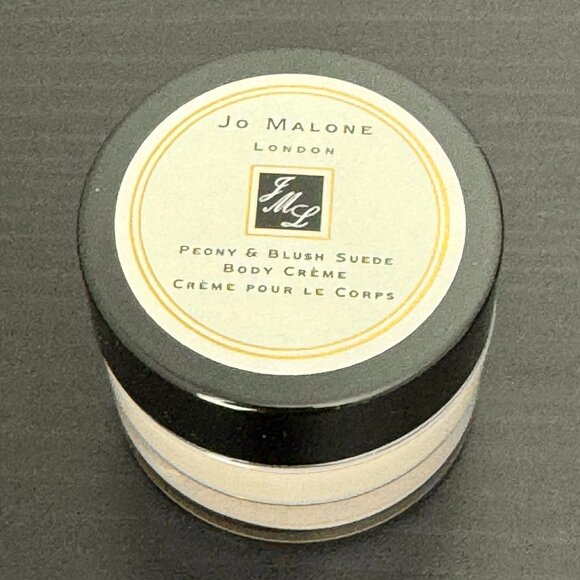 Jo Malone
London
JML
Peony & Blush Suede
Body Crème
Crème pour le Corps